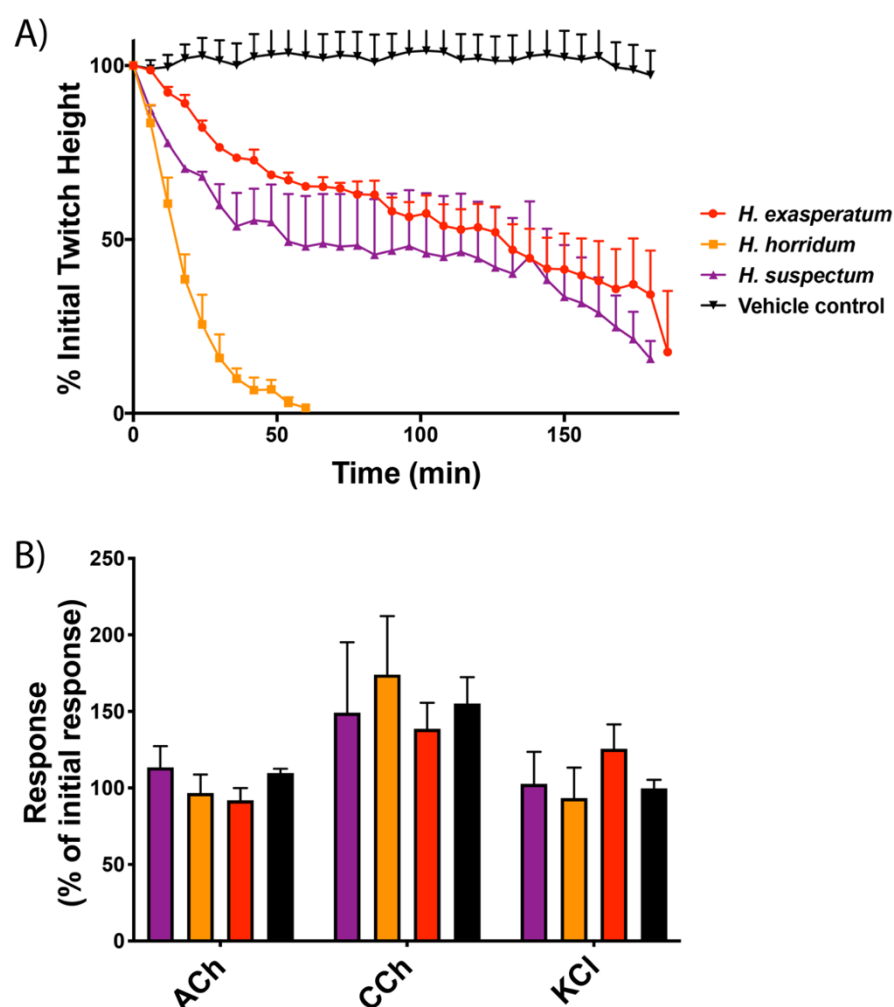 A)
% Initial Twitch Height
100
50
0
0 50 100 150
Time (min)
H. exasperatum
H. horridum
H. suspectum
Vehicle control
B)
Response
(% of initial response)
250
200
150
100
50
0
ACh CCh KCl